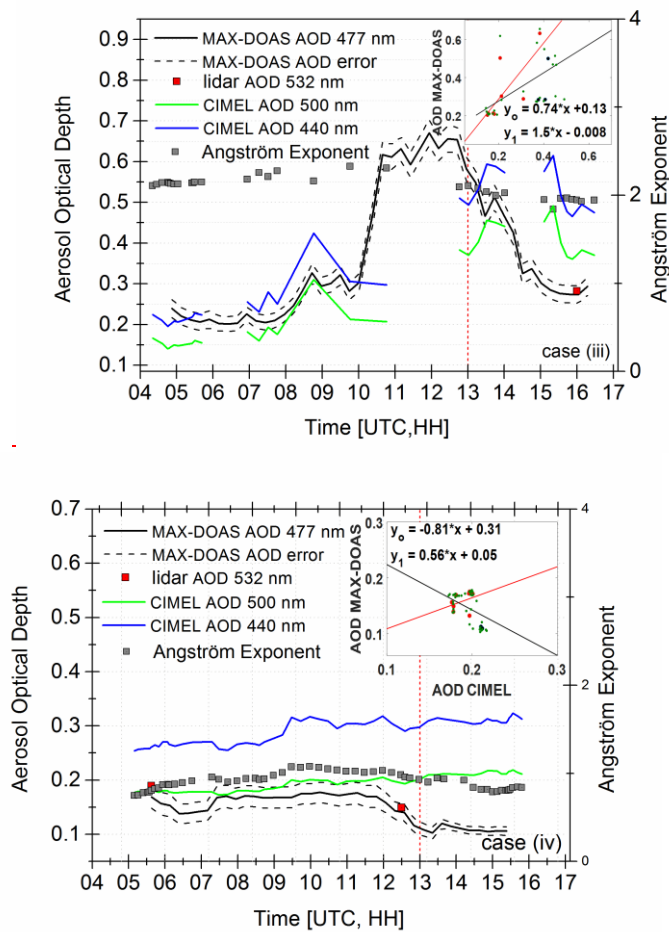 0.9
0.8
0.7
0.6
0.5
0.4
0.3
0.2
0.1
Aerosol Optical Depth
MAX-DOAS AOD 477 nm
MAX-DOAS AOD error
lidar AOD 532 nm
CIMEL AOD 500 nm
CIMEL AOD 440 nm
Angström Exponent
AOD MAX-DOAS
0.6
0.4
0.2
yo = 0.74*x +0.13
y1 = 1.5*x - 0.008
0.2 0.4 0.6
4
2
0
Angström Exponent
case (iii)
04 05 06 07 08 09 10 11 12 13 14 15 16 17
Time [UTC,HH]
0.7
0.6
0.5
0.4
0.3
0.2
0.1
Aerosol Optical Depth
MAX-DOAS AOD 477 nm
MAX-DOAS AOD error
lidar AOD 532 nm
CIMEL AOD 500 nm
CIMEL AOD 440 nm
Angström Exponent
AOD MAX-DOAS
0.3
0.2
0.1
yo = -0.81*x + 0.31
y1 = 0.56*x + 0.05
0.1 0.2 0.3
AOD CIMEL
4
2
0
Angström Exponent
case (iv)
04 05 06 07 08 09 10 11 12 13 14 15 16 17
Time [UTC, HH]